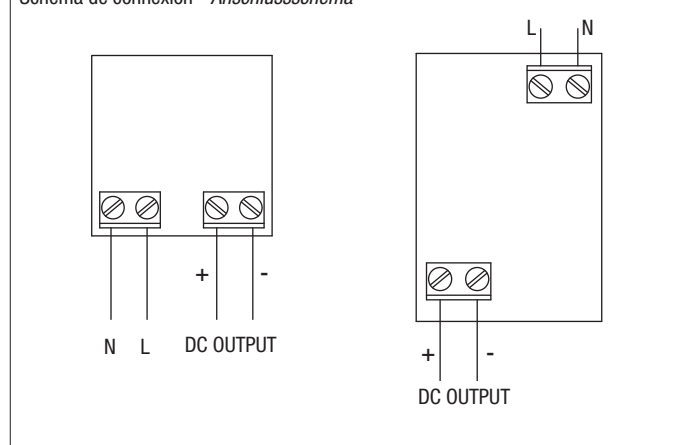 Schéma de connexion - Anschlussschema
L N
+ -
N L DC OUTPUT
+ -
DC OUTPUT